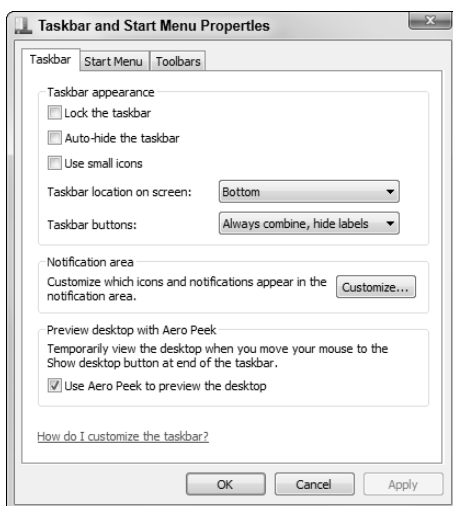 Taskbar and Start Menu Properties
Taskbar Start Menu Toolbars
Taskbar appearance
Lock the taskbar
Auto-hide the taskbar
Use small icons
Taskbar location on screen: Bottom
Taskbar buttons: Always combine, hide labels
Notification area
Customize which icons and notifications appear in the
notification area.
Customize...
Preview desktop with Aero Peek
Temporarily view the desktop when you move your mouse to the
Show desktop button at end of the taskbar.
Use Aero Peek to preview the desktop
How do I customize the taskbar?
OK Cancel Apply